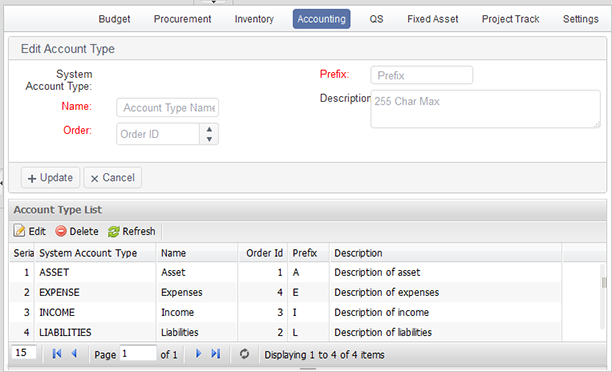 Budget Procurement Inventory Accounting QS Fixed Asset Project Track Settings
Edit Account Type
System Account Type:
Prefix: Prefix
Description 255 Char Max
Name: Account Type Name
Order: Order ID
+ Update × Cancel
Account Type List
Edit Delete Refresh
Seria System Account Type Name Order Id Prefix Description
1 ASSET Asset 1 A Description of asset
2 EXPENSE Expenses 4 E Description of expenses
3 INCOME Income 3 I Description of income
4 LIABILITIES Liabilities 2 L Description of liabilities
15 Page 1 of 1 Displaying 1 to 4 of 4 items